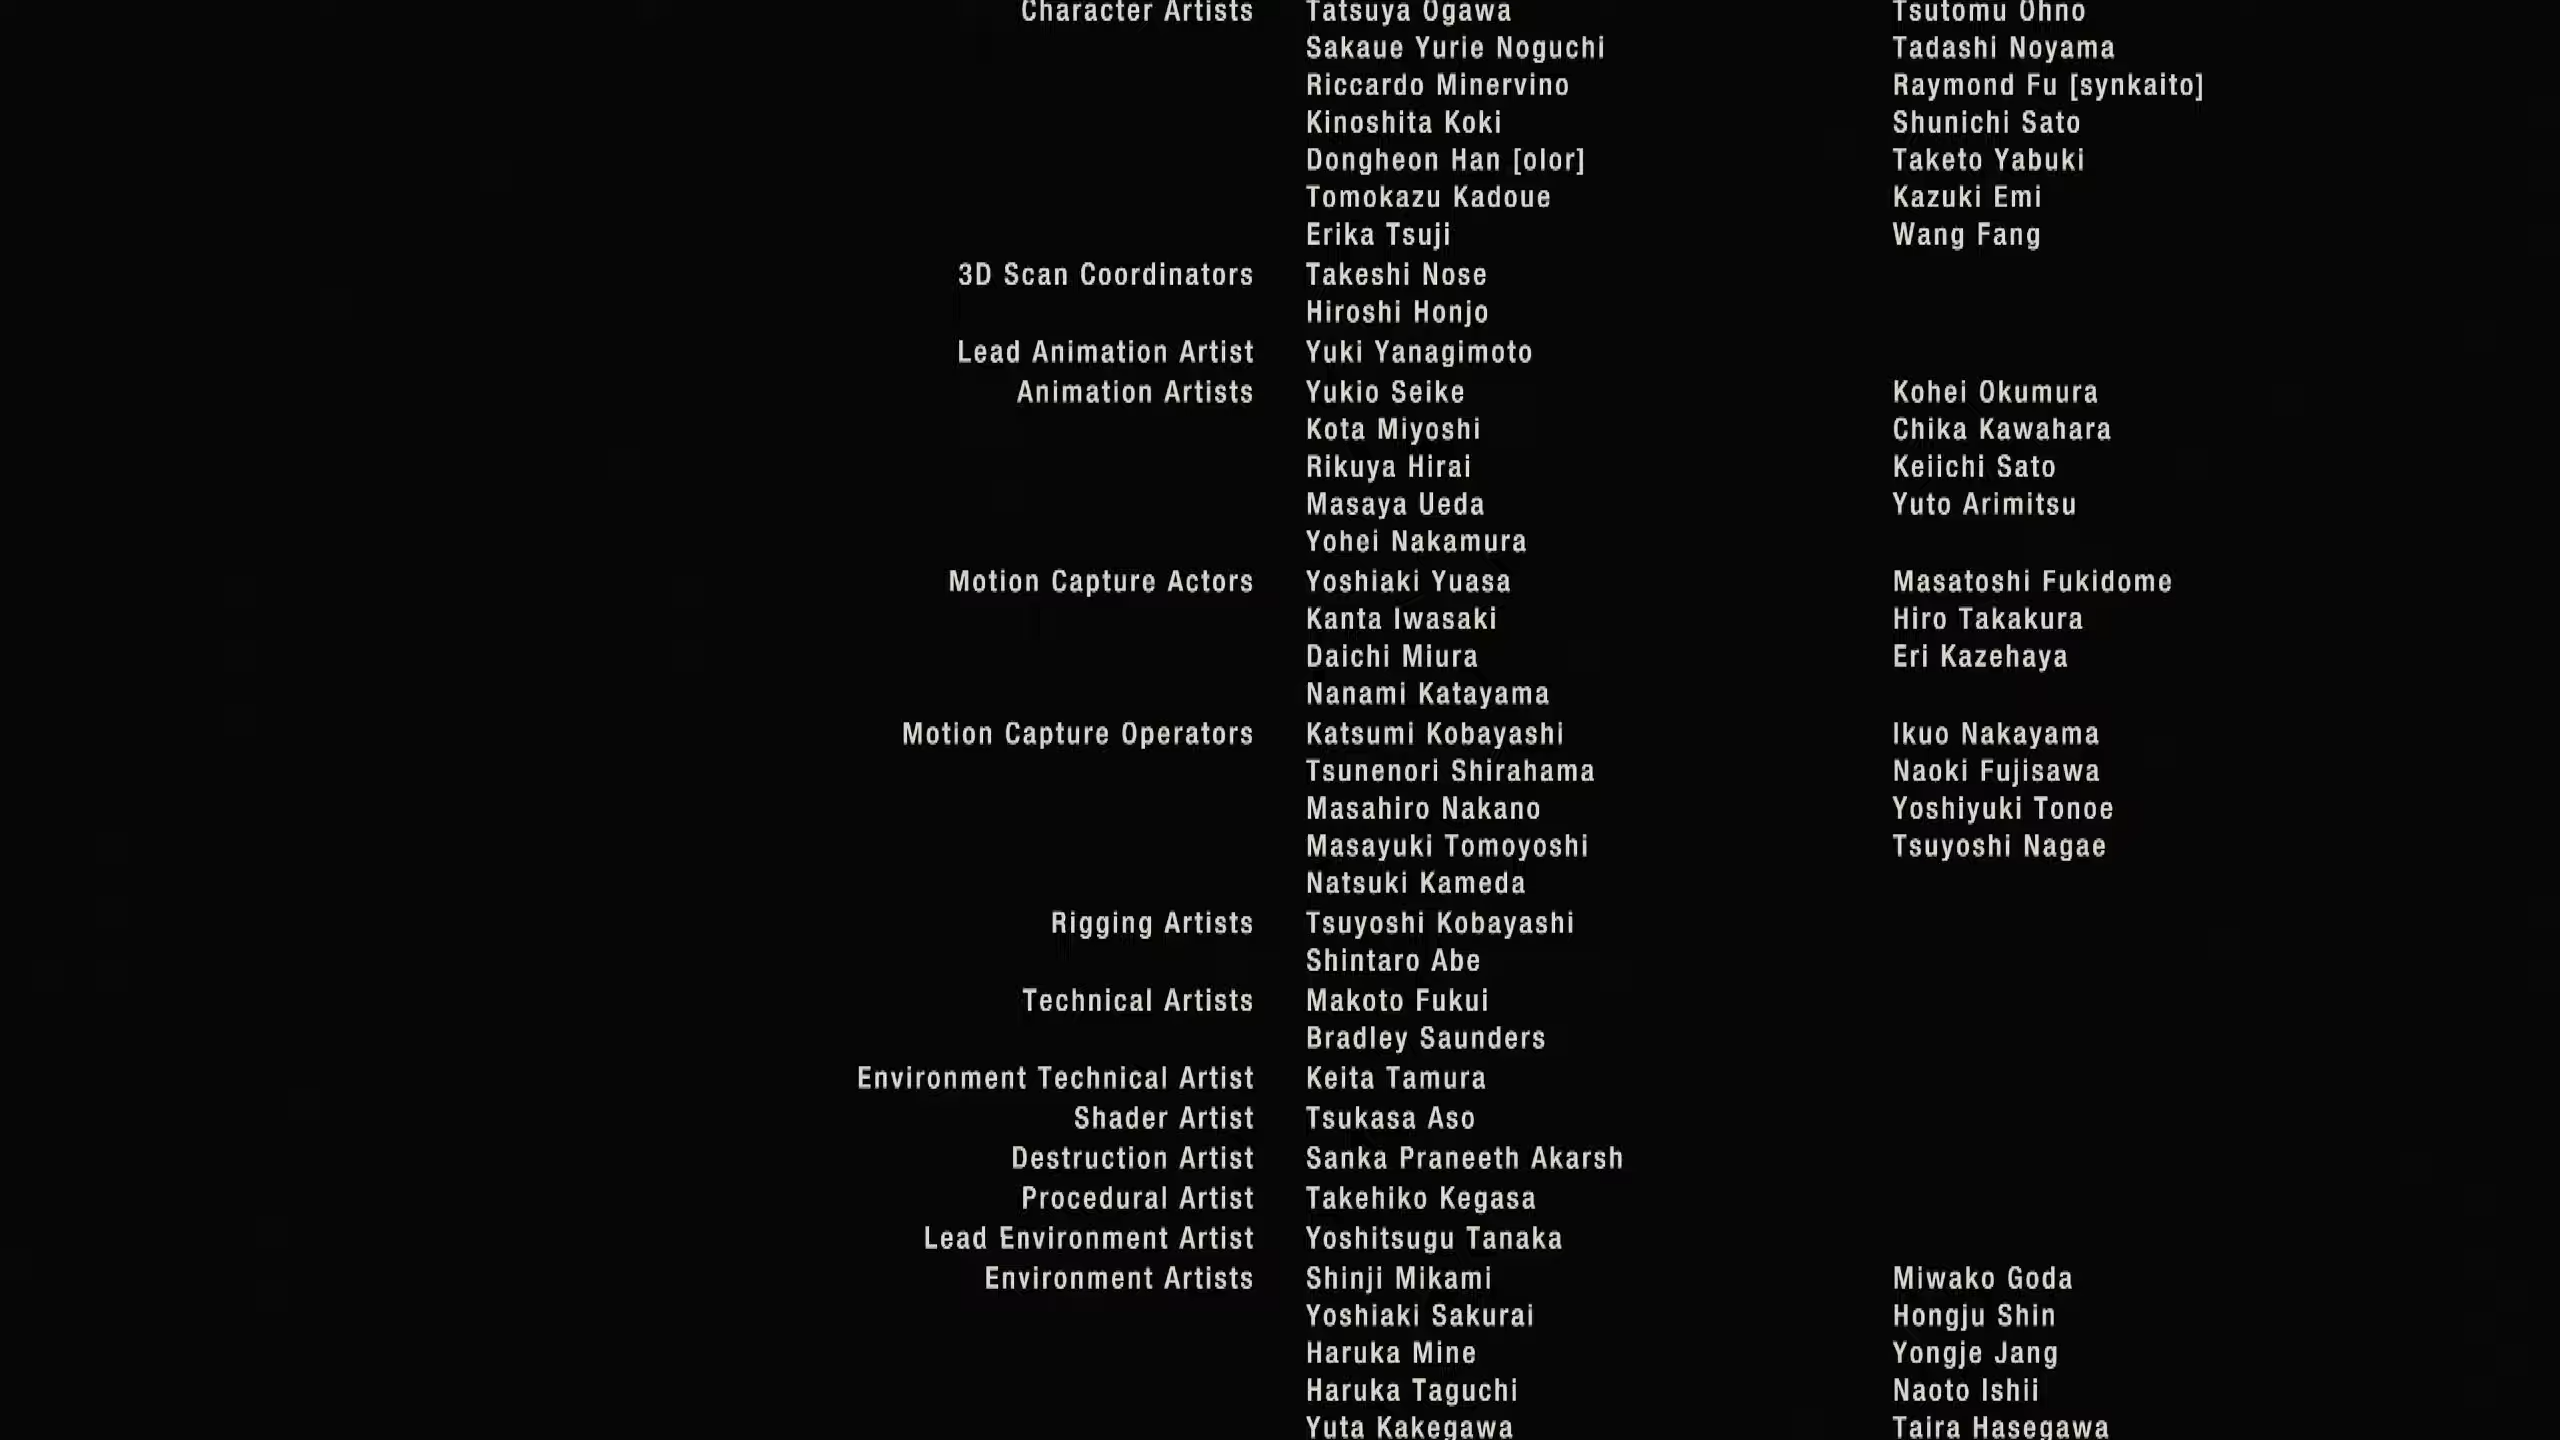 Character Artists Tatsuya Ogawa Tsutomu Ohno
Sakaue Yurie Noguchi Tadashi Noyama
Riccardo Minervino Raymond Fu [synkaito]
Kinoshita Koki Shunichi Sato
Dongheon Han [olor] Taketo Yabuki
Tomokazu Kadoue Kazuki Emi
Erika Tsuji Wang Fang
3D Scan Coordinators Takeshi Nose
Hiroshi Honjo
Lead Animation Artist Yuki Yanagimoto
Animation Artists Yukio Seike Kohei Okumura
Kota Miyoshi Chika Kawahara
Rikuya Hirai Keiichi Sato
Masaya Ueda Yuto Arimitsu
Yohei Nakamura
Motion Capture Actors Yoshiaki Yuasa Masatoshi Fukidome
Kanta Iwasaki Hiro Takakura
Daichi Miura Eri Kazehaya
Nanami Katayama
Motion Capture Operators Katsumi Kobayashi Ikuo Nakayama
Tsunenori Shirahama Naoki Fujisawa
Masahiro Nakano Yoshiyuki Tonoe
Masayuki Tomoyoshi Tsuyoshi Nagae
Natsuki Kameda
Rigging Artists Tsuyoshi Kobayashi
Shintaro Abe
Technical Artists Makoto Fukui
Bradley Saunders
Environment Technical Artist Keita Tamura
Shader Artist Tsukasa Aso
Destruction Artist Sanka Praneeth Akarsh
Procedural Artist Takehiko Kegasa
Lead Environment Artist Yoshitsugu Tanaka
Environment Artists Shinji Mikami Miwako Goda
Yoshiaki Sakurai Hongju Shin
Haruka Mine Yongje Jang
Haruka Taguchi Naoto Ishii
Yuta Kakegawa Taira Hasegawa